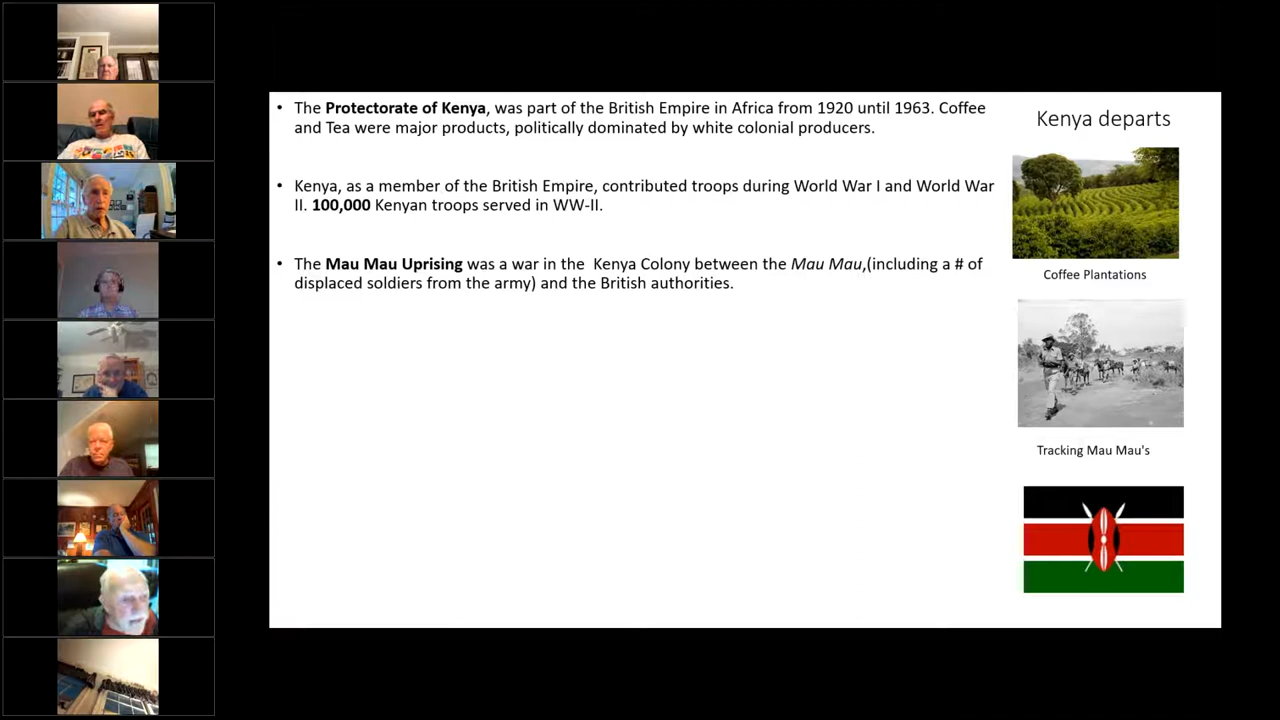 • The Protectorate of Kenya, was part of the British Empire in Africa from 1920 until 1963. Coffee
and Tea were major products, politically dominated by white colonial producers.
• Kenya, as a member of the British Empire, contributed troops during World War I and World War
II. 100,000 Kenyan troops served in WW-II.
• The Mau Mau Uprising was a war in the  Kenya Colony between the Mau Mau,(including a # of
displaced soldiers from the army) and the British authorities.
Kenya departs
Coffee Plantations
Tracking Mau Mau's